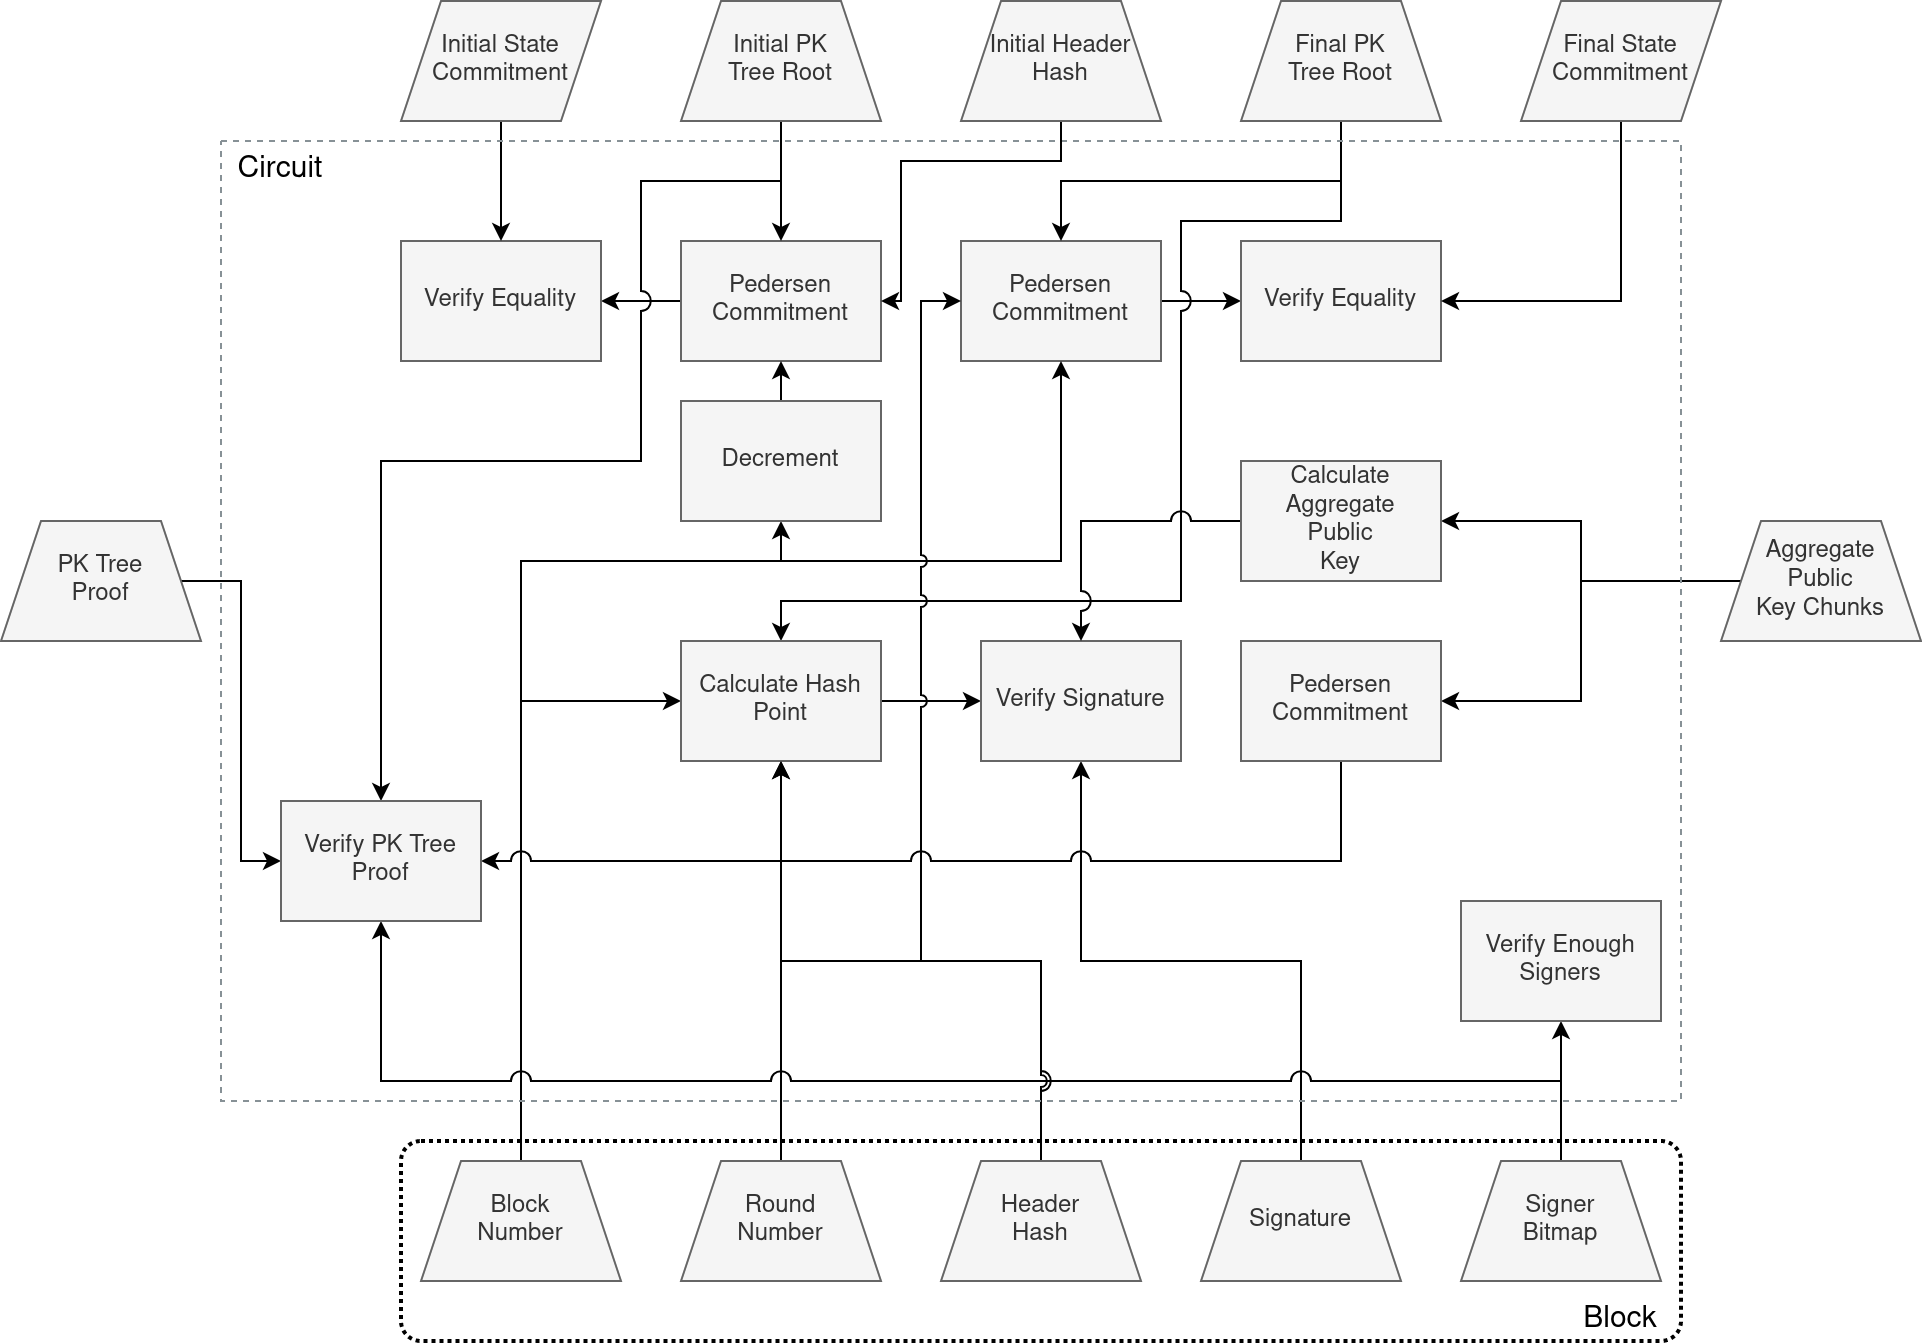 Initial State
Commitment
Initial PK
Tree Root
Initial Header
Hash
Final PK
Tree Root
Final State
Commitment
Circuit
Verify Equality
Pedersen
Commitment
Pedersen
Commitment
Verify Equality
Decrement
Calculate
Aggregate
Public
Key
PK Tree
Proof
Aggregate
Public
Key Chunks
Calculate Hash
Point
Verify Signature
Pedersen
Commitment
Verify PK Tree
Proof
Verify Enough
Signers
Block
Number
Round
Number
Header
Hash
Signature
Signer
Bitmap
Block